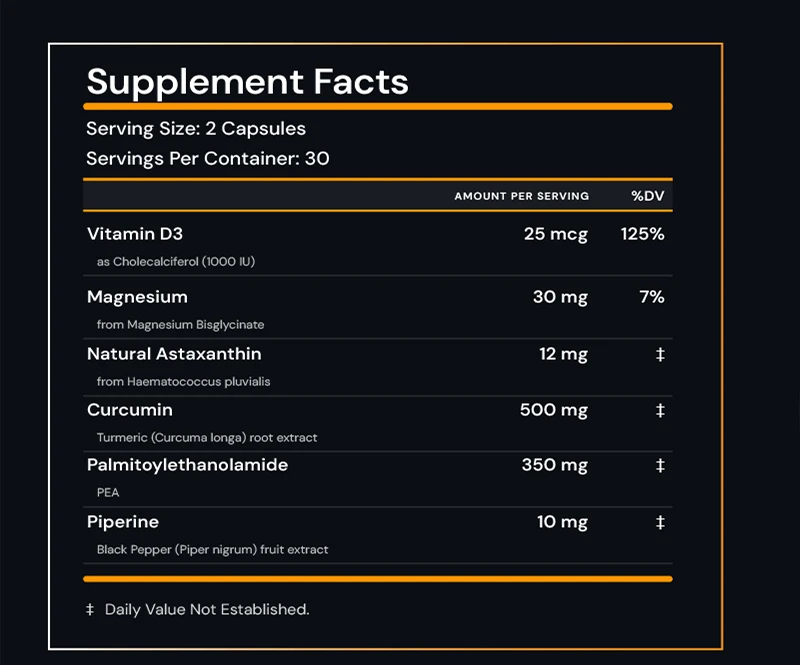 Supplement Facts
Serving Size: 2 Capsules
Servings Per Container: 30
AMOUNT PER SERVING %DV
Vitamin D3 25 mcg 125%
as Cholecalciferol (1000 IU)
Magnesium 30 mg 7%
from Magnesium Bisglycinate
Natural Astaxanthin 12 mg ‡
from Haematococcus pluvialis
Curcumin 500 mg ‡
Turmeric (Curcuma longa) root extract
Palmitoylethanolamide 350 mg ‡
PEA
Piperine 10 mg ‡
Black Pepper (Piper nigrum) fruit extract
‡ Daily Value Not Established.